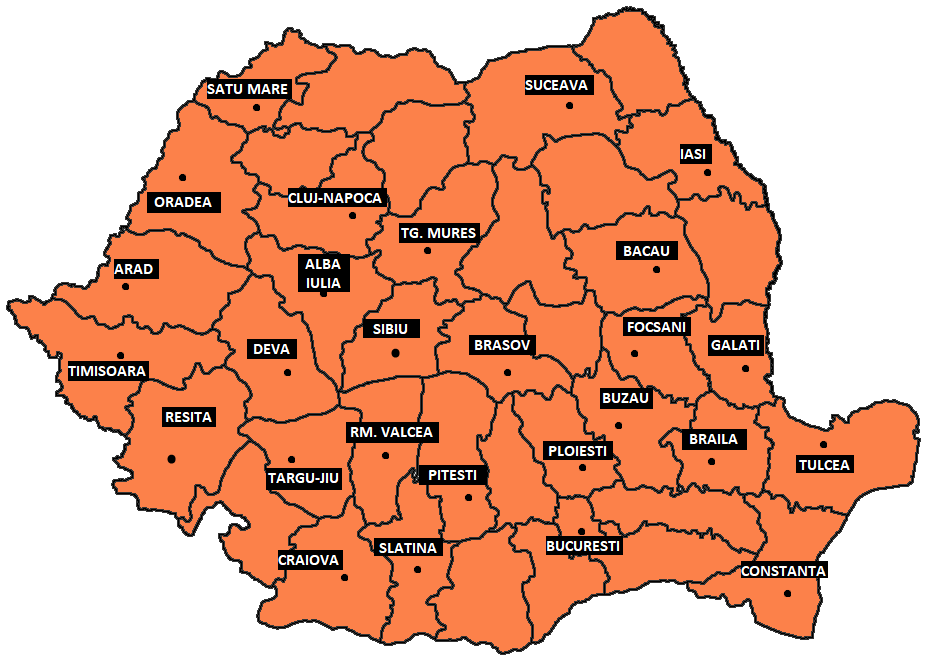 SUCEAVA
SATU MARE
IASI
CLUJ-NAPOCA
ORADEA
TG. MURES
BACAU
ARAD
ALBA
IULIA
FOCSANI
SIBIU
BRASOV
GALATI
DEVA
TIMISOARA
BUZAU
RESITA
RM. VALCEA
BRAILA
PLOIESTI
TULCEA
PITESTI
TARGU-JIU
BUCURESTI
SLATINA
CRAIOVA
CONSTANTA